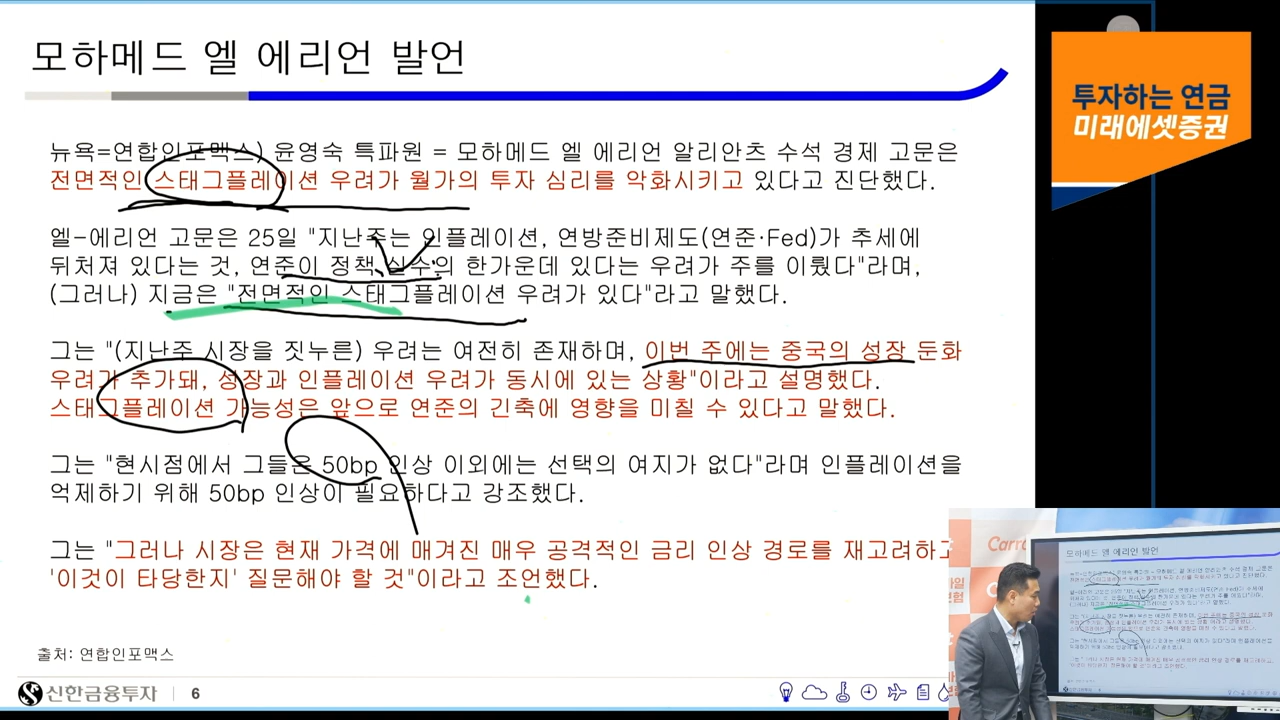 모하메드 엘 에리언 발언
투자하는 연금
미래에셋증권
뉴욕=연합인포맥스) 윤영숙 특파원 = 모하메드 엘 에리언 알리안츠 수석 경제 고문은
전면적인 스태그플레이션 우려가 월가의 투자 심리를 악화시키고 있다고 진단했다.
엘-에리언 고문은 25일 "지난주는 인플레이션, 연방준비제도(연준·Fed)가 추세에
뒤처져 있다는 것, 연준이 정책 실수의 한가운데 있다는 우려가 주를 이뤘다"라며,
(그러나) 지금은 "전면적인 스태그플레이션 우려가 있다"라고 말했다.
그는 "(지난주 시장을 짓누른) 우려는 여전히 존재하며, 이번 주에는 중국의 성장 둔화
우려가 추가돼, 성장과 인플레이션 우려가 동시에 있는 상황"이라고 설명했다.
스태그플레이션 가능성은 앞으로 연준의 긴축에 영향을 미칠 수 있다고 말했다.
그는 "현시점에서 그들은 50bp 인상 이외에는 선택의 여지가 없다"라며 인플레이션을
억제하기 위해 50bp 인상이 필요하다고 강조했다.
그는 "그러나 시장은 현재 가격에 매겨진 매우 공격적인 금리 인상 경로를 재고려하고
'이것이 타당한지' 질문해야 할 것"이라고 조언했다.
출처: 연합인포맥스
신한금융투자
6
모하메드 엘 에리언 발언